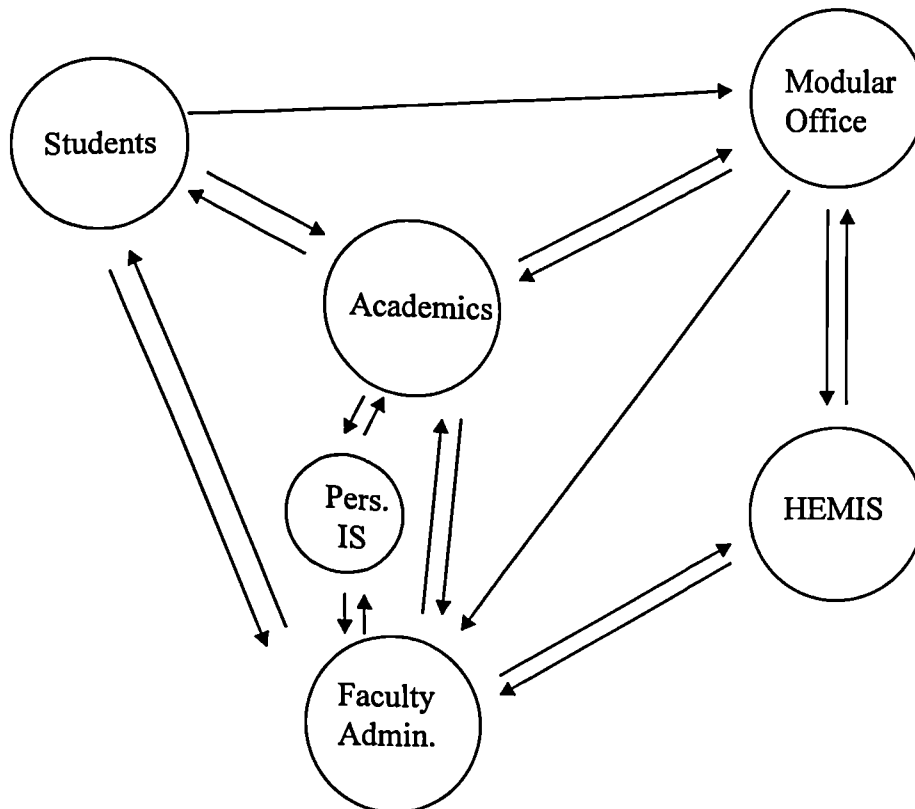 Students
Modular
Office
Academics
Pers.
IS
HEMIS
Faculty
Admin.